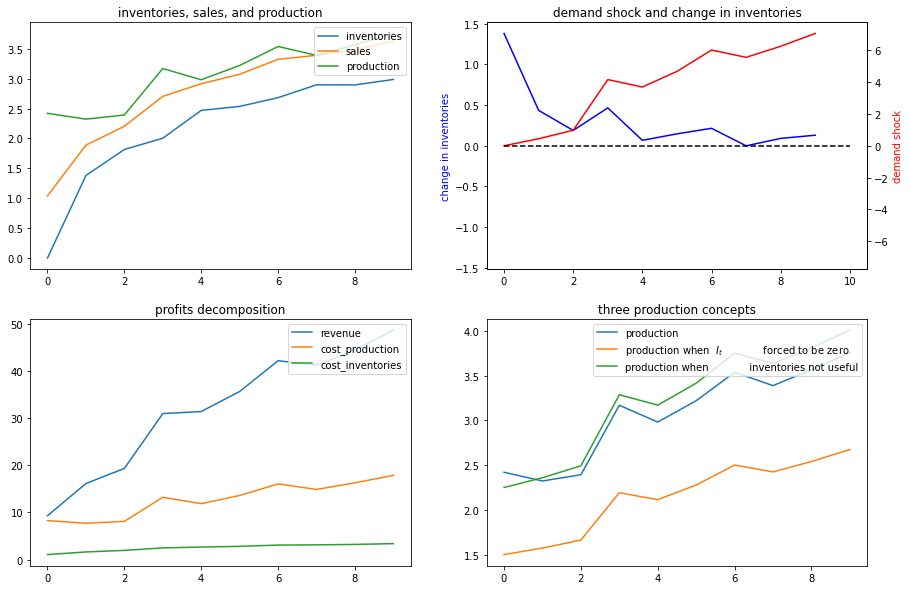 inventories, sales, and production
inventories
sales
production
3.5
3.0
2.5
2.0
1.5
1.0
0.5
0.0
0 2 4 6 8
demand shock and change in inventories
change in inventories
1.5
1.0
0.5
0.0
−0.5
−1.0
−1.5
6
4
2
0
−2
−4
−6
demand shock
0 2 4 6 8 10
profits decomposition
revenue
cost_production
cost_inventories
50
40
30
20
10
0
0 2 4 6 8
three production concepts
production
production when I_t forced to be zero
production when inventories not useful
4.0
3.5
3.0
2.5
2.0
1.5
0 2 4 6 8